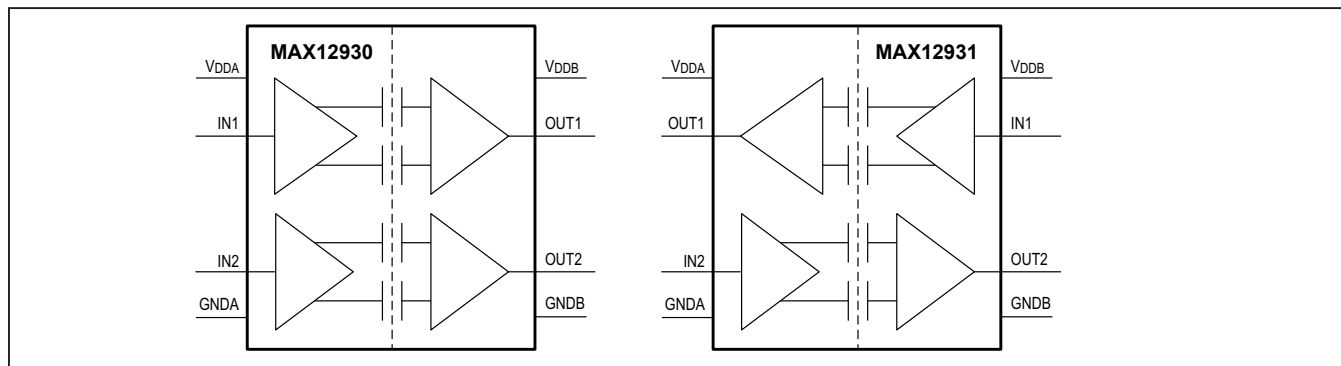 MAX12930
VDDA
VDDB
IN1
OUT1
IN2
OUT2
GNDA
GNDB
MAX12931
VDDA
VDDB
OUT1
IN1
IN2
OUT2
GNDA
GNDB